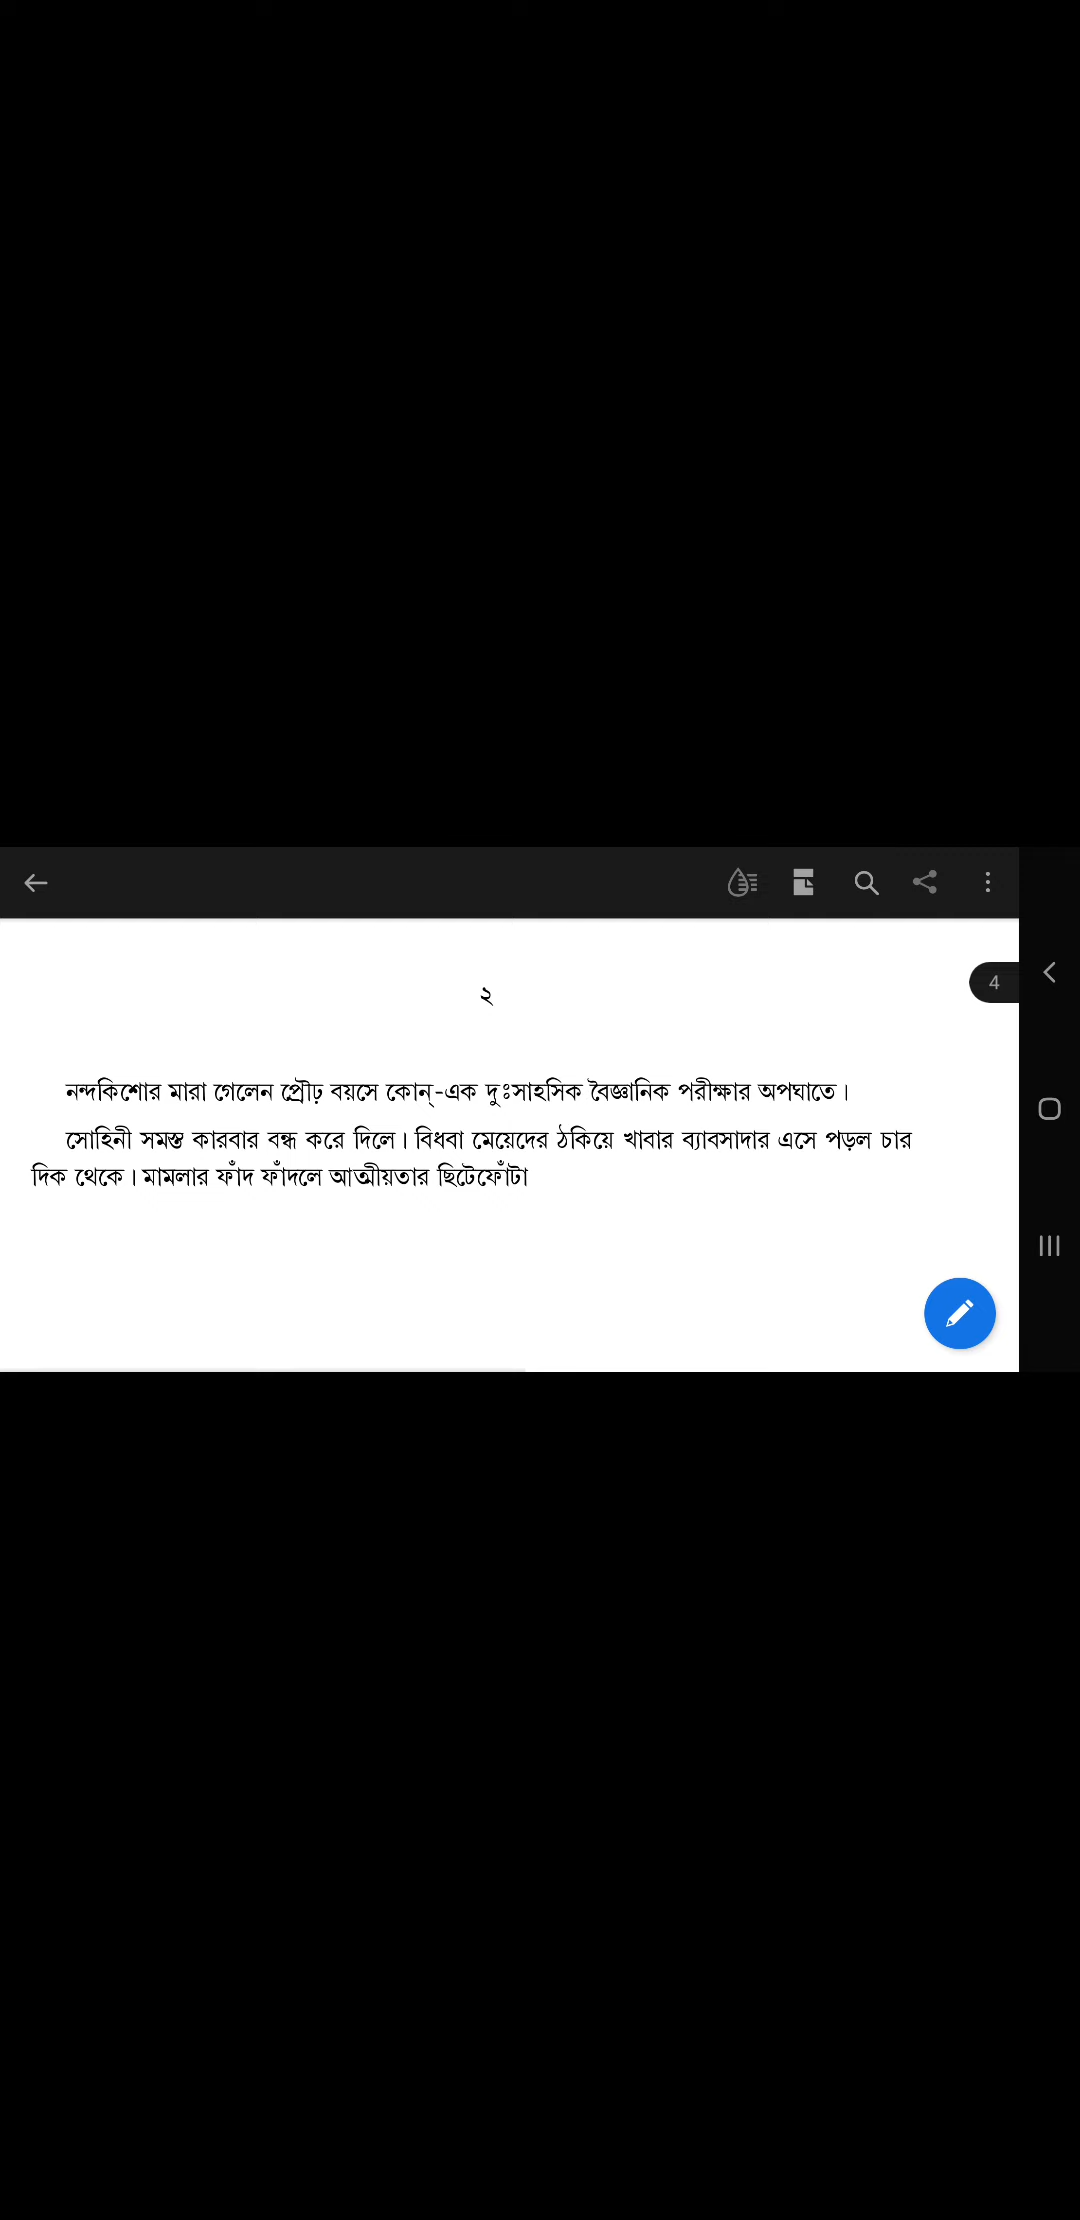 ২
4
নন্দকিশোর মারা গেলেন প্রৌঢ় বয়সে কোন্-এক দুঃসাহসিক বৈজ্ঞানিক পরীক্ষার অপঘাতে।
সোহিনী সমস্ত কারবার বন্ধ করে দিলে। বিধবা মেয়েদের ঠকিয়ে খাবার ব্যাবসাদার এসে পড়ল চার
দিক থেকে। মামলার ফাঁদ ফাঁদলে আত্মীয়তার ছিটেফোঁটা